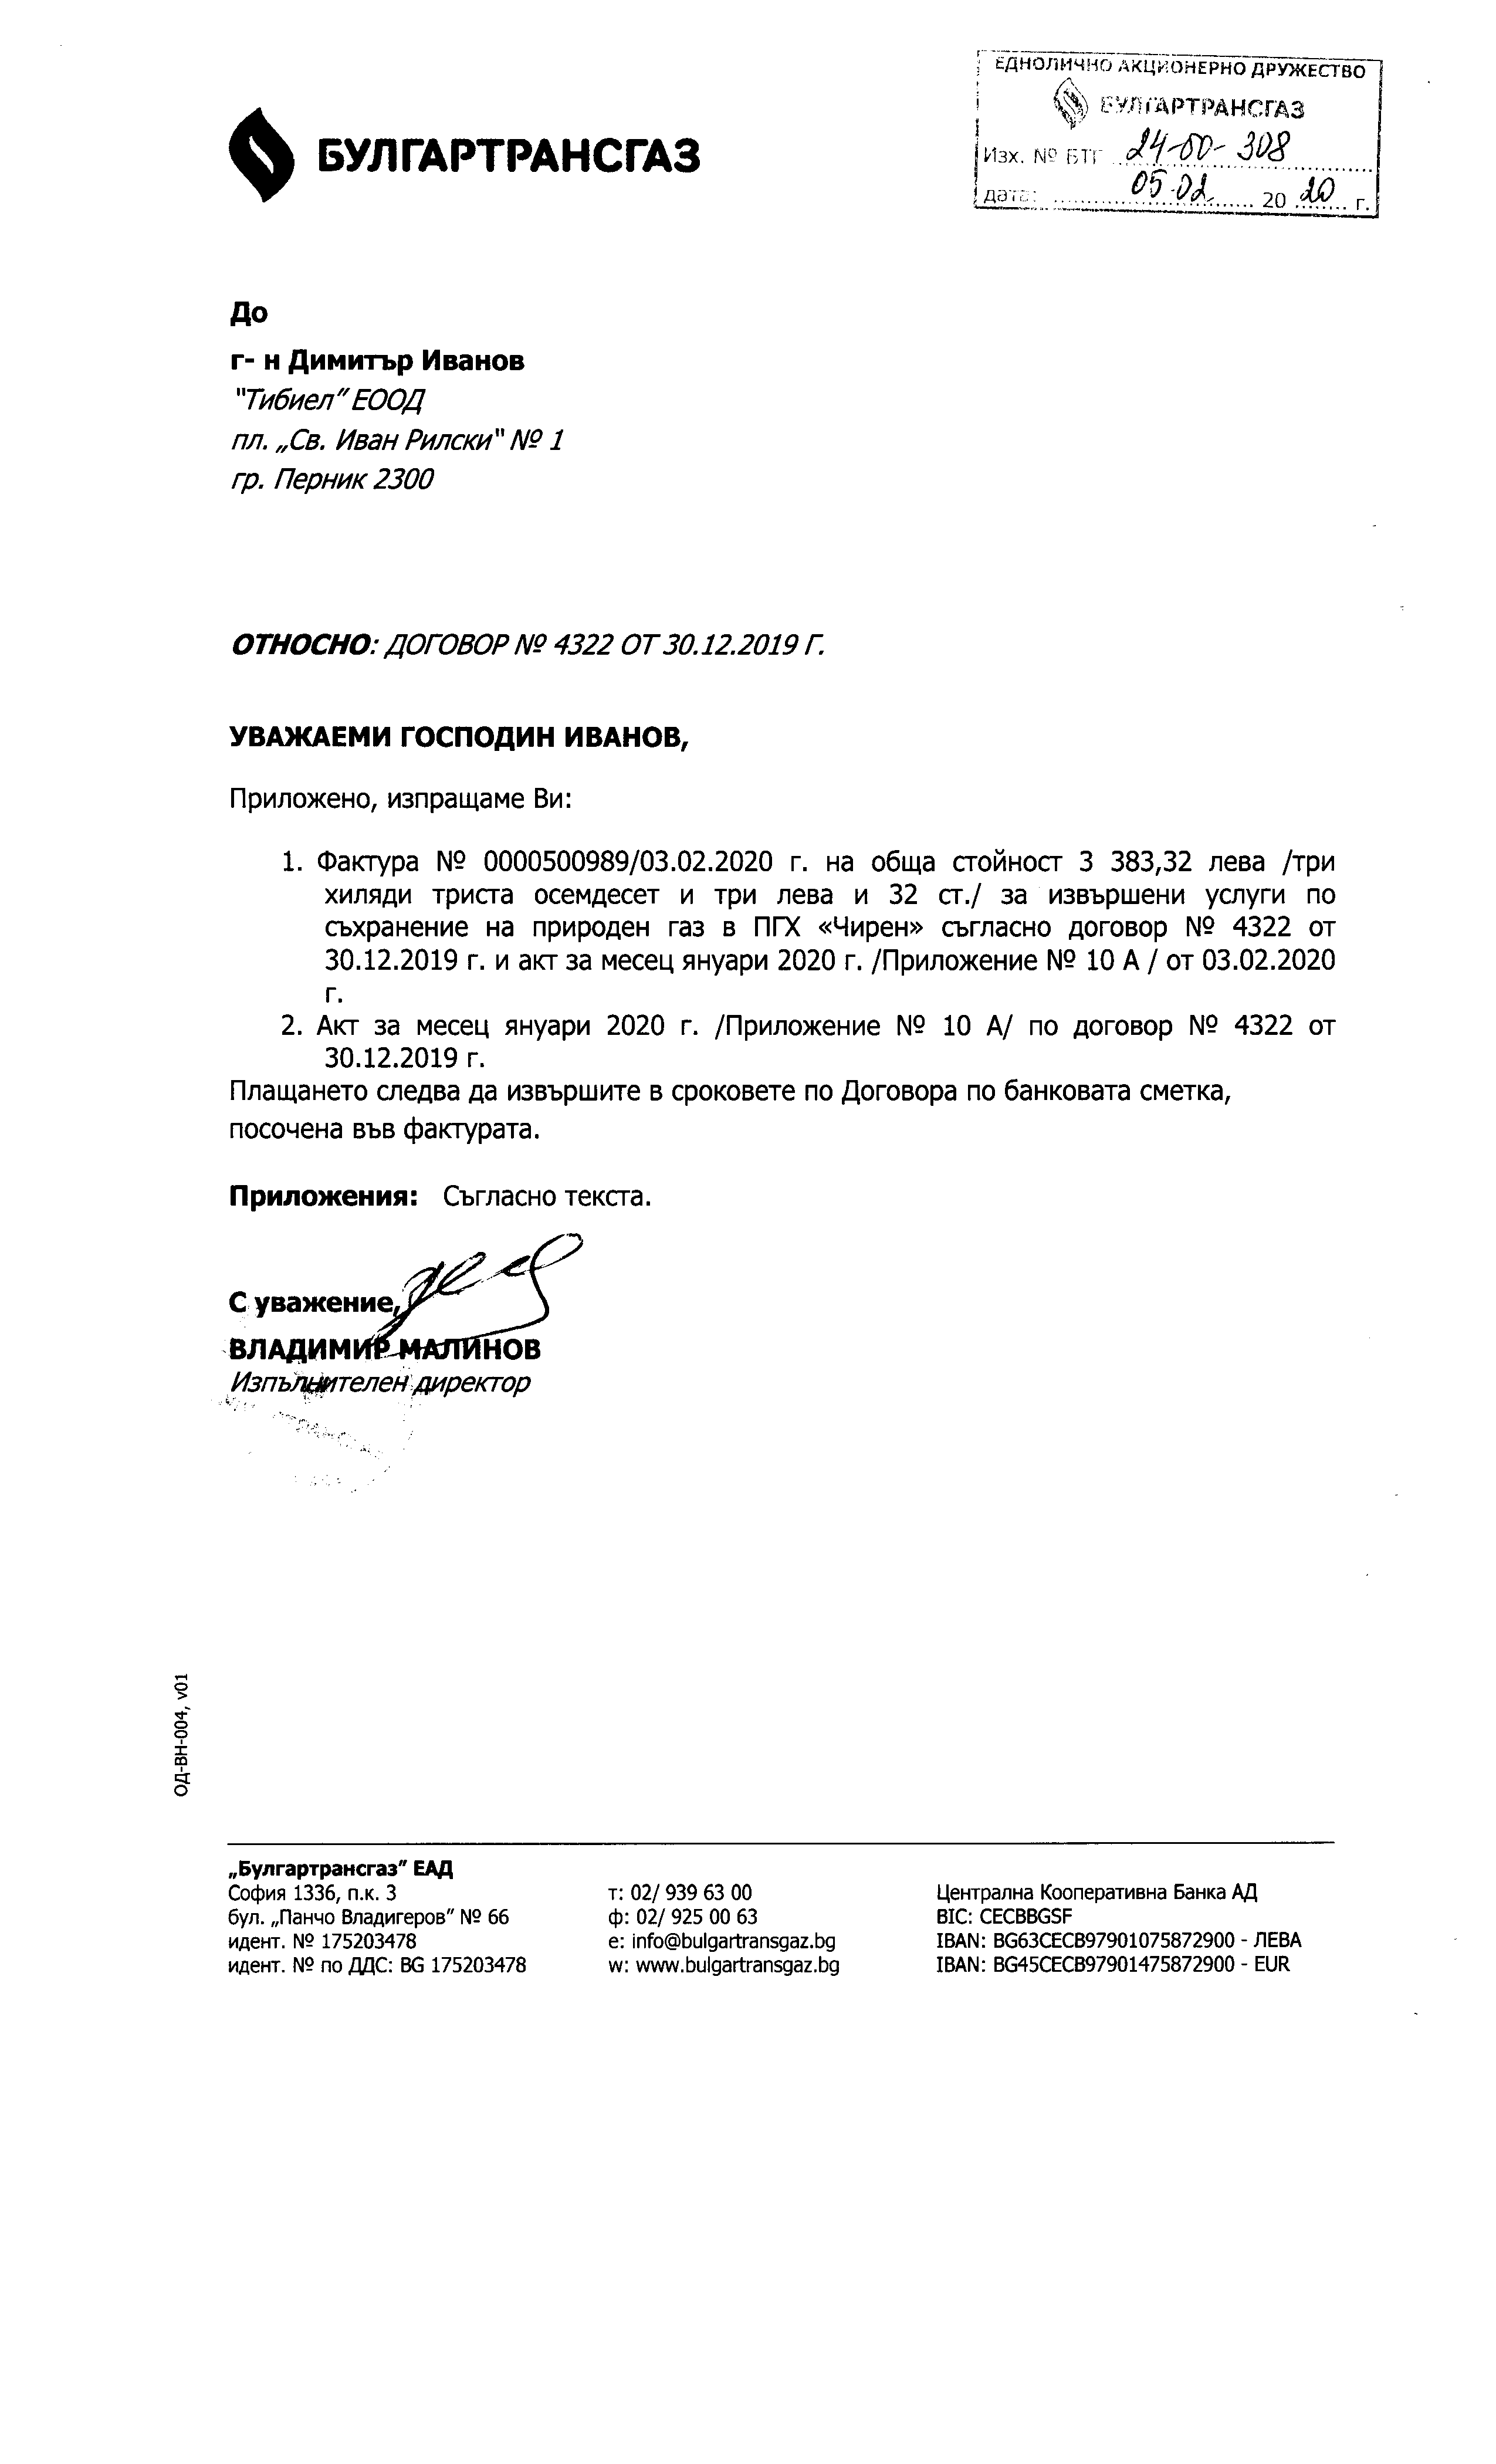 ЕДНОЛИЧНО АКЦИОНЕРНО ДРУЖЕСТВО
БУЛГАРТРАНСГАЗ
Изх. № БТГ 24-00-308
дата: 05.02. 2020 г.
БУЛГАРТРАНСГАЗ
До
г- н Димитър Иванов
"Тибиел" ЕООД
пл. „Св. Иван Рилски" № 1
гр. Перник 2300
ОТНОСНО: ДОГОВОР № 4322 ОТ 30.12.2019 Г.
УВАЖАЕМИ ГОСПОДИН ИВАНОВ,
Приложено, изпращаме Ви:
1. Фактура № 0000500989/03.02.2020 г. на обща стойност 3 383,32 лева /три
хиляди триста осемдесет и три лева и 32 ст./ за извършени услуги по
съхранение на природен газ в ПГХ «Чирен» съгласно договор № 4322 от
30.12.2019 г. и акт за месец януари 2020 г. /Приложение № 10 А / от 03.02.2020
г.
2. Акт за месец януари 2020 г. /Приложение № 10 А/ по договор № 4322 от
30.12.2019 г.
Плащането следва да извършите в сроковете по Договора по банковата сметка,
посочена във фактурата.
Приложения: Съгласно текста.
С уважение,
ВЛАДИМИР МАЛИНОВ
Изпълнителен директор
ОД-ВН-004, v01
„Булгартрансгаз" ЕАД
София 1336, п.к. 3
бул. „Панчо Владигеров" № 66
идент. № 175203478
идент. № по ДДС: BG 175203478
т: 02/ 939 63 00
ф: 02/ 925 00 63
e: info@bulgartransgaz.bg
w: www.bulgartransgaz.bg
Централна Кооперативна Банка АД
BIC: CECBBGSF
IBAN: BG63CECB97901075872900 - ЛЕВА
IBAN: BG45CECB97901475872900 - EUR